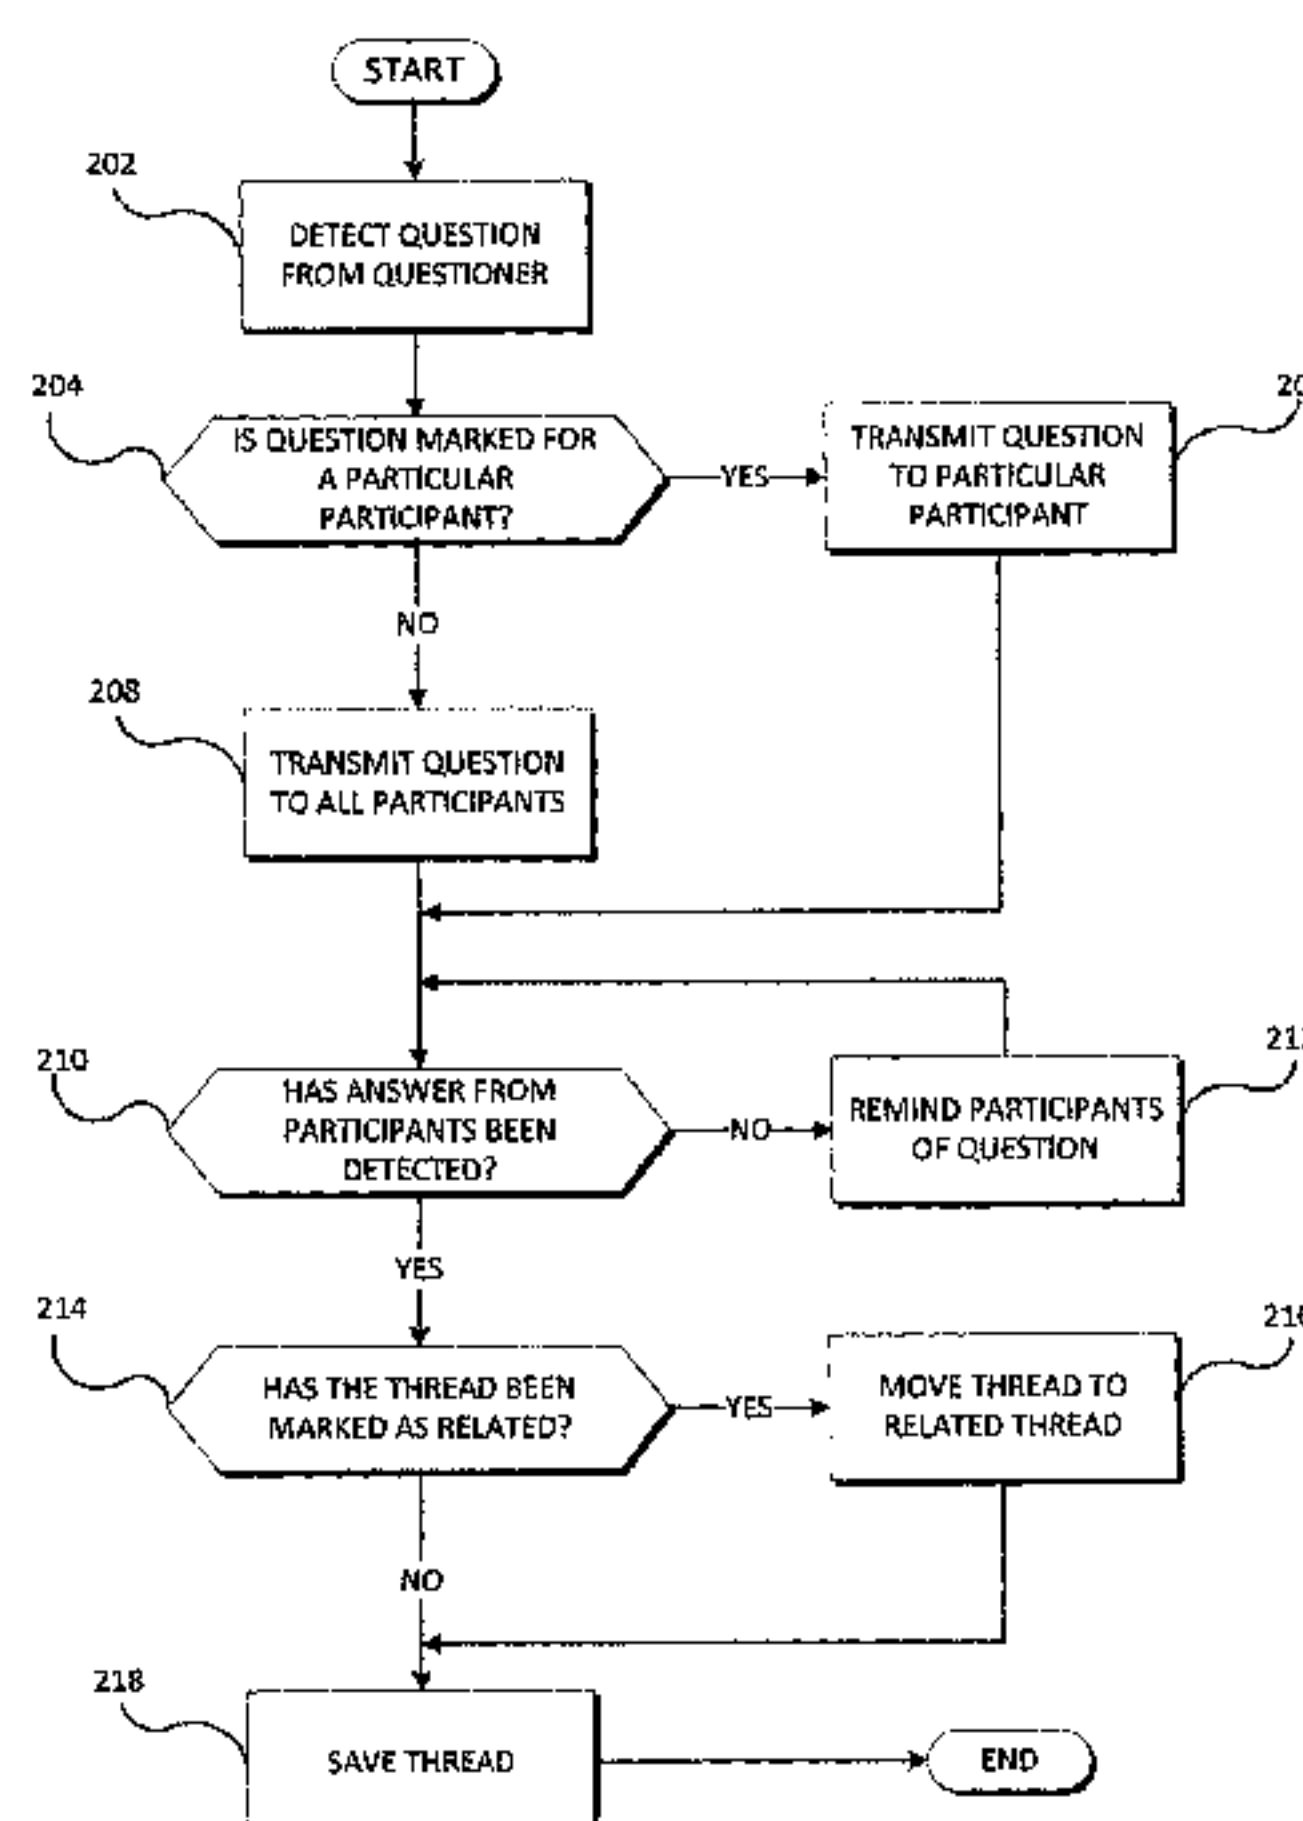 START
202
DETECT QUESTION
FROM QUESTIONER
204
IS QUESTION MARKED FOR
A PARTICULAR
PARTICIPANT?
YES
TRANSMIT QUESTION
TO PARTICULAR
PARTICIPANT
NO
208
TRANSMIT QUESTION
TO ALL PARTICIPANTS
210
HAS ANSWER FROM
PARTICIPANTS BEEN
DETECTED?
NO
REMIND PARTICIPANTS
OF QUESTION
YES
214
HAS THE THREAD BEEN
MARKED AS RELATED?
YES
216
MOVE THREAD TO
RELATED THREAD
NO
218
SAVE THREAD
END